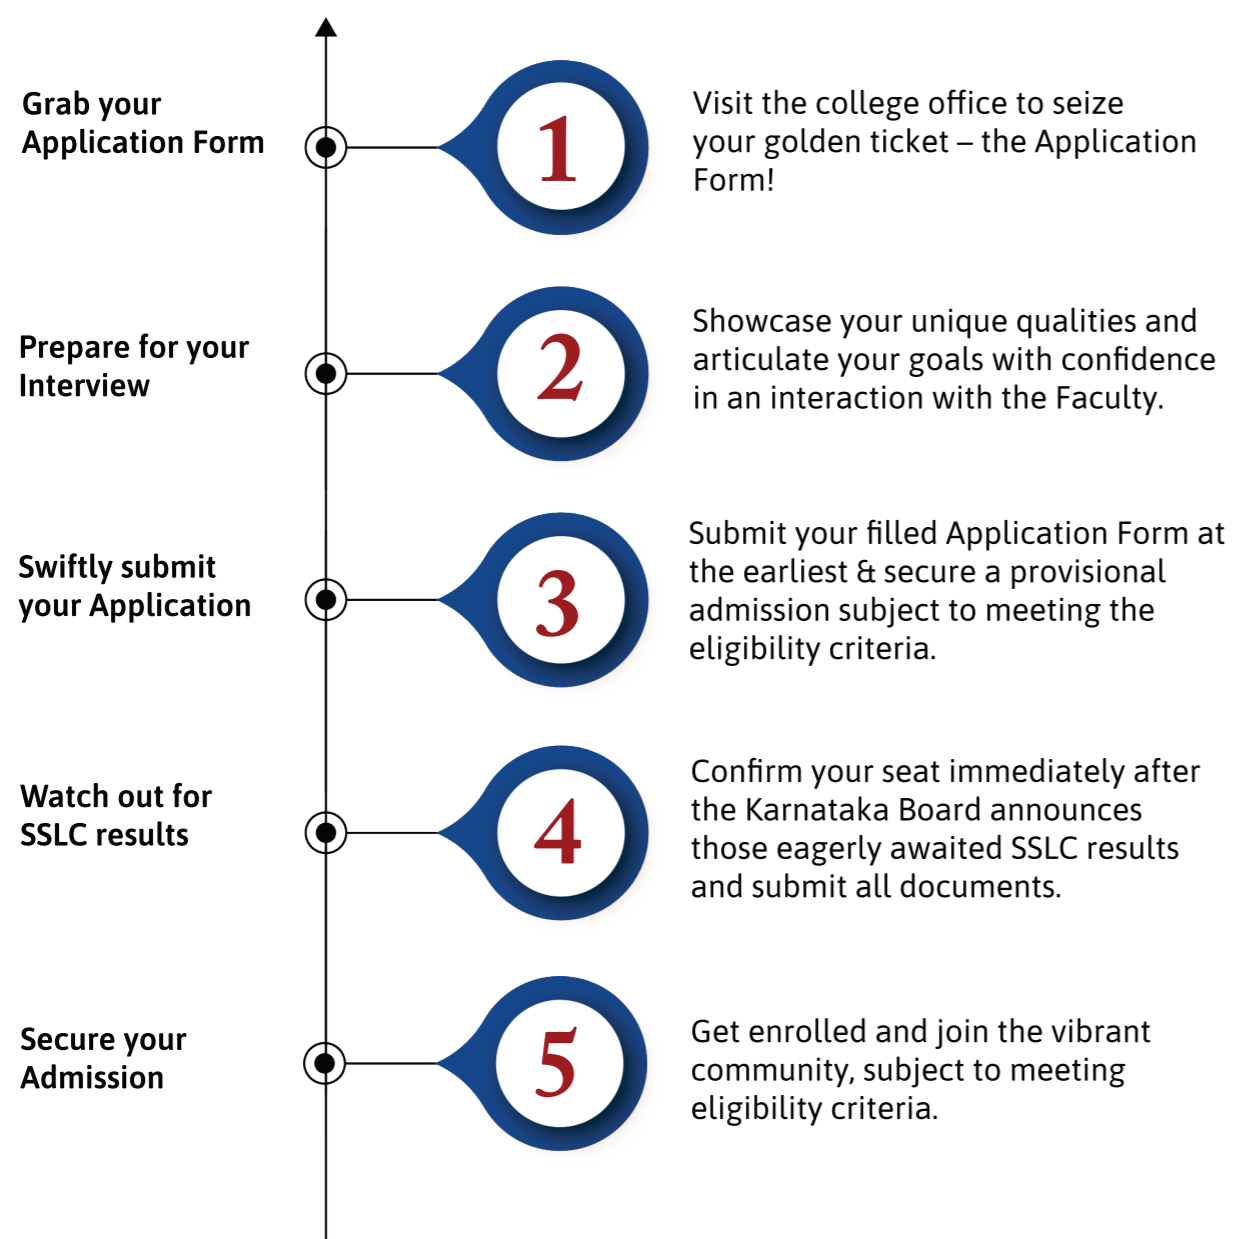 Grab your
Application Form
1
Visit the college office to seize
your golden ticket – the Application
Form!
Prepare for your
Interview
2
Showcase your unique qualities and
articulate your goals with confidence
in an interaction with the Faculty.
Swiftly submit
your Application
3
Submit your filled Application Form at
the earliest & secure a provisional
admission subject to meeting the
eligibility criteria.
Watch out for
SSLC results
4
Confirm your seat immediately after
the Karnataka Board announces
those eagerly awaited SSLC results
and submit all documents.
Secure your
Admission
5
Get enrolled and join the vibrant
community, subject to meeting
eligibility criteria.